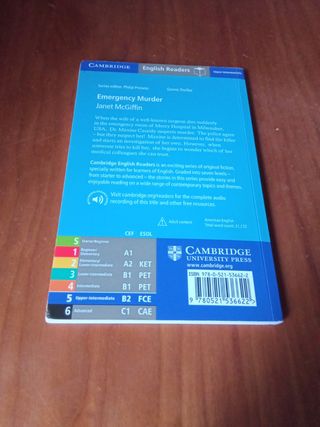 CAMBRIDGE English Readers Upper-intermediate
Series editor: Philip Prowse Genre: Thriller
Emergency Murder
Janet McGiffin
When the wife of a well-known surgeon dies suddenly
in the emergency room of Mercy Hospital in Milwaukee,
USA, Dr Maxine Cassidy suspects murder. The police agree
– but they suspect her! Maxine is determined to find the killer
and starts an investigation of her own. However, when
someone tries to kill her, she begins to wonder which of her
medical colleagues she can trust.
Cambridge English Readers is an exciting series of original fiction,
specially written for learners of English. Graded into seven levels –
from starter to advanced – the stories in this series provide easy and
enjoyable reading on a wide range of contemporary topics and themes.
Visit cambridge.org/readers for the complete audio
recording of this title and other free resources.
Adult content
American English
Total word count:
CEF ESOL
S Starter/Beginner
1 Beginner/
Elementary A1
2 Elementary/
Lower-intermediate A2 KET
3 Lower-intermediate B1 PET
4 Intermediate B1 PET
5 Upper-intermediate B2 FCE
6 Advanced C1 CAE
CAMBRIDGE
UNIVERSITY PRESS
www.cambridge.org
ISBN 978-0-521-53662-2
9 780521 536622